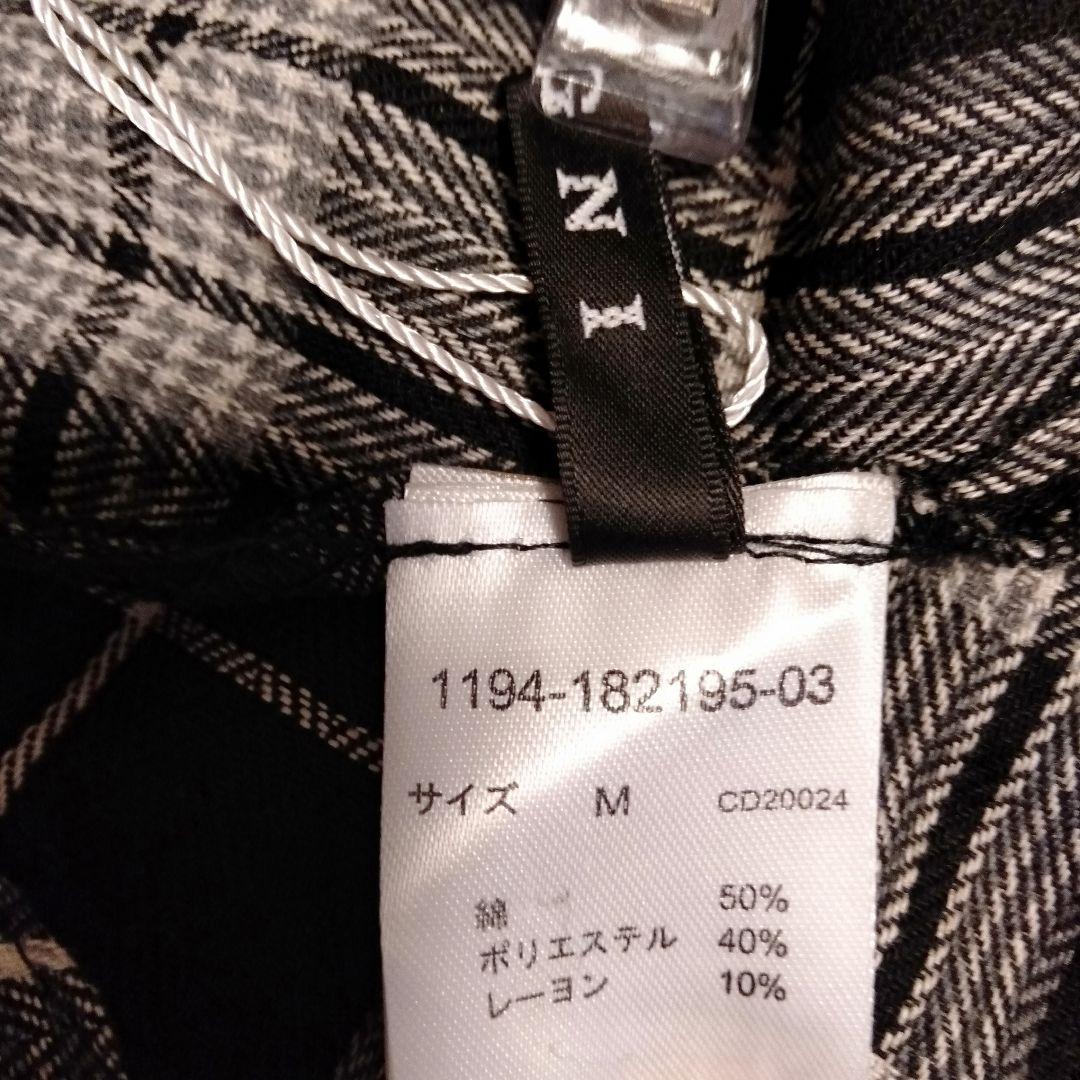 G N I
1194-182195-03
サイズ M CD20024
綿 50%
ポリエステル 40%
レーヨン 10%